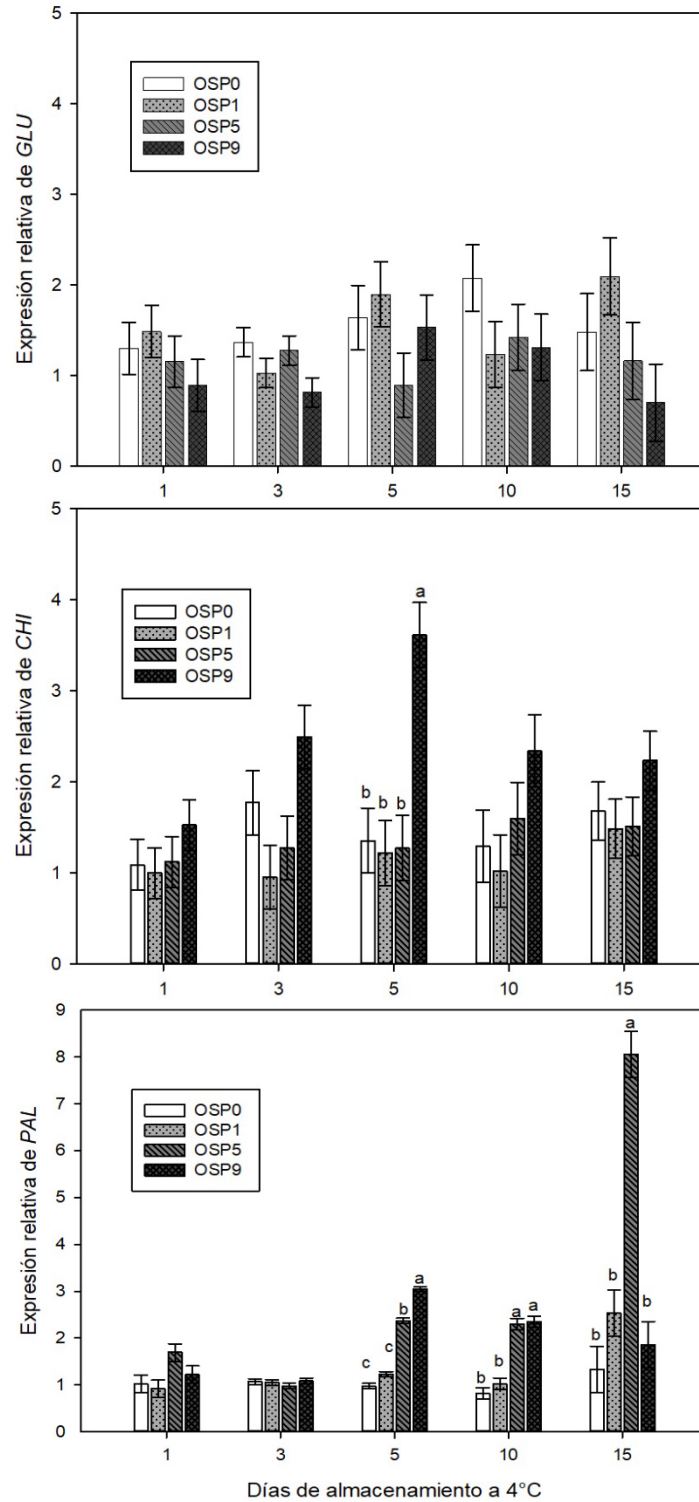 5
4
3
2
1
0
Expresión relativa de GLU
OSP0
OSP1
OSP5
OSP9
1 3 5 10 15
5
4
3
2
1
0
Expresión relativa de CHI
OSP0
OSP1
OSP5
OSP9
a
b b b
1 3 5 10 15
9
8
7
6
5
4
3
2
1
0
Expresión relativa de PAL
OSP0
OSP1
OSP5
OSP9
c c b a
b b a a
b b a b
1 3 5 10 15
Días de almacenamiento a 4°C